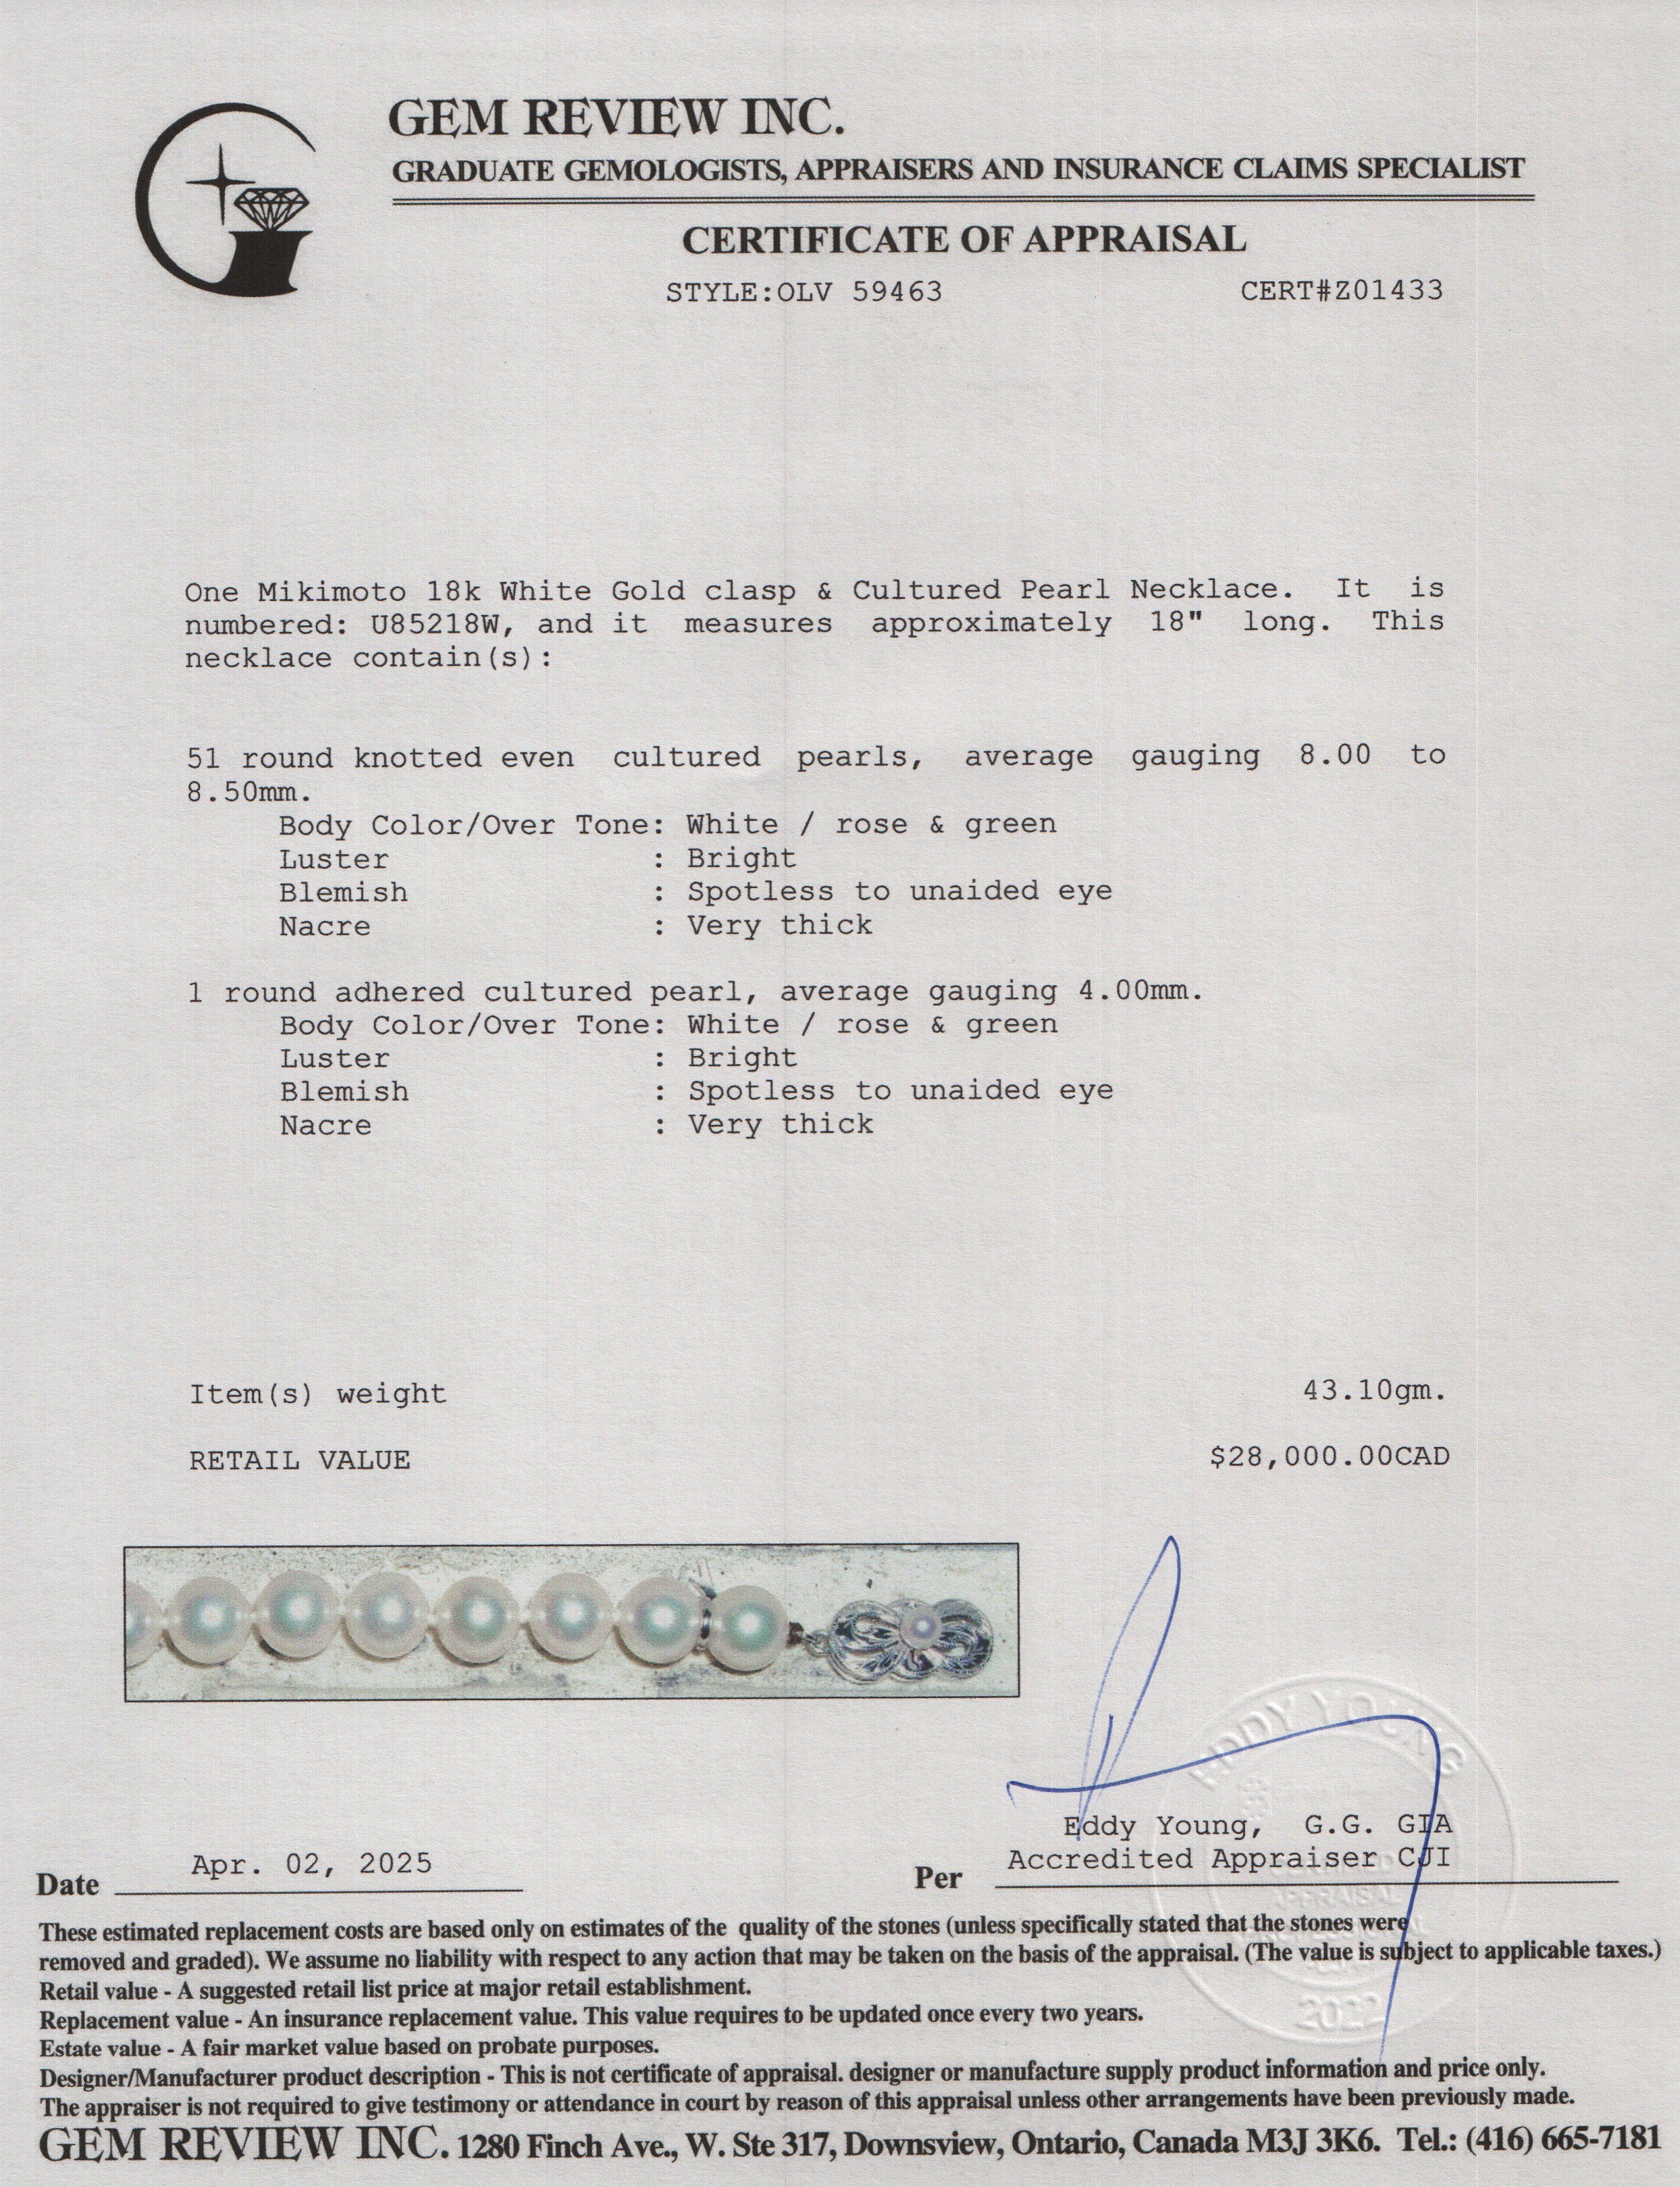 GEM REVIEW INC.
GRADUATE GEMOLOGISTS, APPRAISERS AND INSURANCE CLAIMS SPECIALIST
CERTIFICATE OF APPRAISAL
STYLE:OLV 59463 CERT#Z01433
One Mikimoto 18k White Gold clasp & Cultured Pearl Necklace. It is
numbered: U85218W, and it measures approximately 18" long. This
necklace contain(s):
51 round knotted even cultured pearls, average gauging 8.00 to
8.50mm.
Body Color/Over Tone: White / rose & green
Luster : Bright
Blemish : Spotless to unaided eye
Nacre : Very thick
1 round adhered cultured pearl, average gauging 4.00mm.
Body Color/Over Tone: White / rose & green
Luster : Bright
Blemish : Spotless to unaided eye
Nacre : Very thick
Item(s) weight 43.10gm.
RETAIL VALUE $28,000.00CAD
EDDY YOUNG
Eddy Young, G.G. GIA
Accredited Appraiser CJI
Date Apr. 02, 2025 Per
APPRAISAL
2022
These estimated replacement costs are based only on estimates of the quality of the stones (unless specifically stated that the stones were
removed and graded). We assume no liability with respect to any action that may be taken on the basis of the appraisal. (The value is subject to applicable taxes.)
Retail value - A suggested retail list price at major retail establishment.
Replacement value - An insurance replacement value. This value requires to be updated once every two years.
Estate value - A fair market value based on probate purposes.
Designer/Manufacturer product description - This is not certificate of appraisal. designer or manufacture supply product information and price only.
The appraiser is not required to give testimony or attendance in court by reason of this appraisal unless other arrangements have been previously made.
GEM REVIEW INC. 1280 Finch Ave., W. Ste 317, Downsview, Ontario, Canada M3J 3K6. Tel.: (416) 665-7181